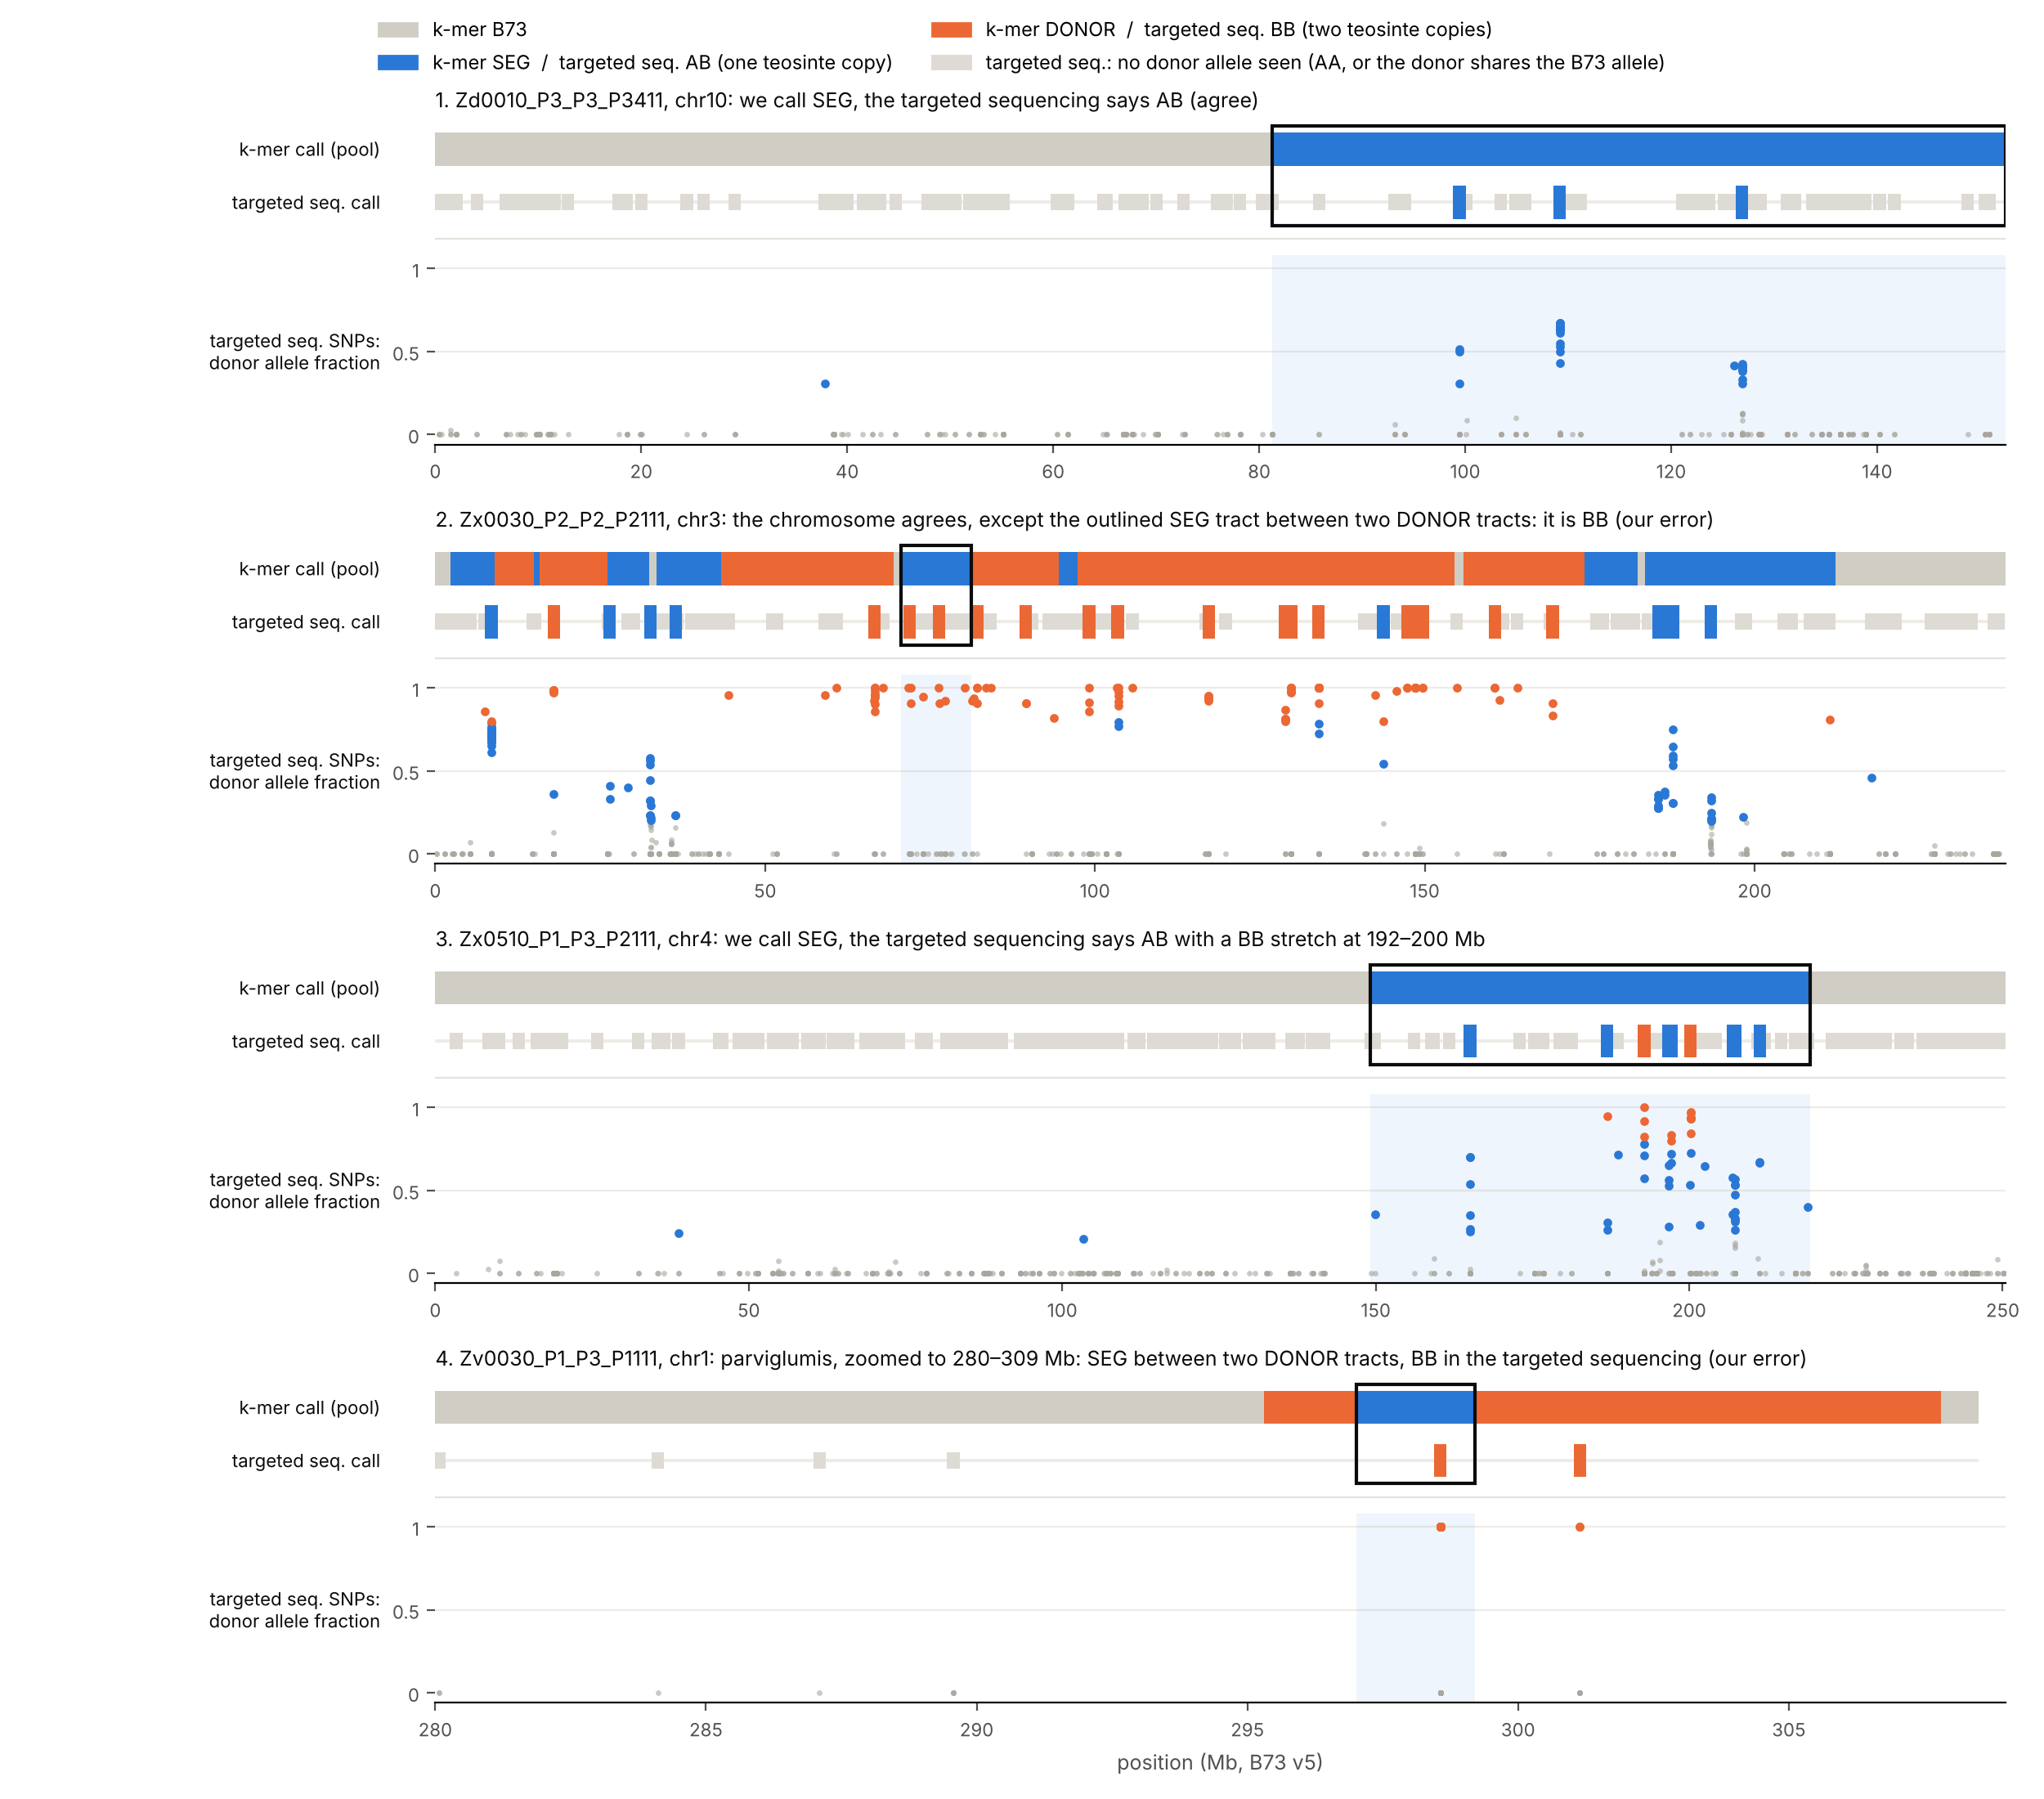 k-mer B73
k-mer DONOR / targeted seq. BB (two teosinte copies)
k-mer SEG / targeted seq. AB (one teosinte copy)
targeted seq.: no donor allele seen (AA, or the donor shares the B73 allele)
1. Zd0010_P3_P3_P3411, chr10: we call SEG, the targeted sequencing says AB (agree)
k-mer call (pool)
targeted seq. call
1
targeted seq. SNPs:
donor allele fraction
0.5
0
0 20 40 60 80 100 120 140
2. Zx0030_P2_P2_P2111, chr3: the chromosome agrees, except the outlined SEG tract between two DONOR tracts: it is BB (our error)
k-mer call (pool)
targeted seq. call
1
targeted seq. SNPs:
donor allele fraction
0.5
0
0 50 100 150 200
3. Zx0510_P1_P3_P2111, chr4: we call SEG, the targeted sequencing says AB with a BB stretch at 192–200 Mb
k-mer call (pool)
targeted seq. call
1
targeted seq. SNPs:
donor allele fraction
0.5
0
0 50 100 150 200 250
4. Zv0030_P1_P3_P1111, chr1: parviglumis, zoomed to 280–309 Mb: SEG between two DONOR tracts, BB in the targeted sequencing (our error)
k-mer call (pool)
targeted seq. call
1
targeted seq. SNPs:
donor allele fraction
0.5
0
280 285 290 295 300 305
position (Mb, B73 v5)